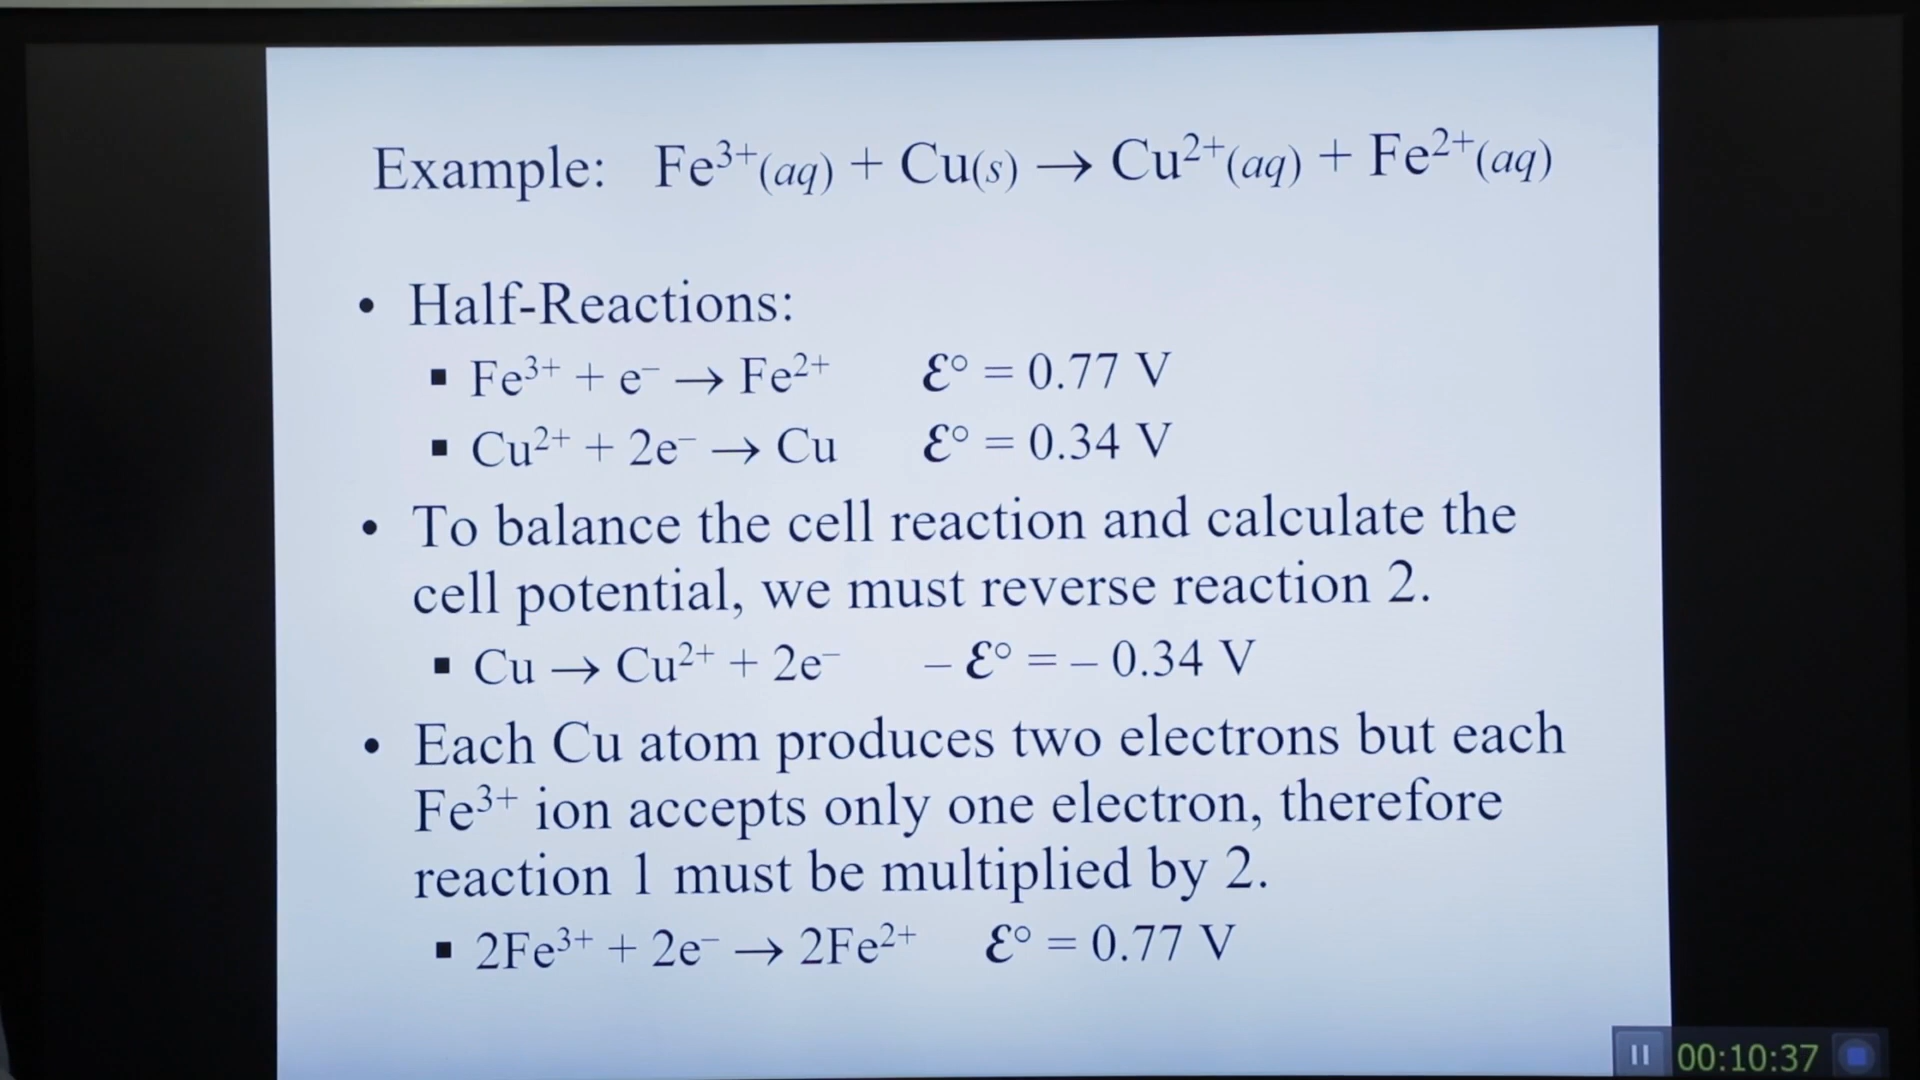 Example: Fe³⁺(aq) + Cu(s) → Cu²⁺(aq) + Fe²⁺(aq)
• Half-Reactions:
▪ Fe³⁺ + e⁻ → Fe²⁺ ℰ° = 0.77 V
▪ Cu²⁺ + 2e⁻ → Cu ℰ° = 0.34 V
• To balance the cell reaction and calculate the
cell potential, we must reverse reaction 2.
▪ Cu → Cu²⁺ + 2e⁻ – ℰ° = – 0.34 V
• Each Cu atom produces two electrons but each
Fe³⁺ ion accepts only one electron, therefore
reaction 1 must be multiplied by 2.
▪ 2Fe³⁺ + 2e⁻ → 2Fe²⁺ ℰ° = 0.77 V
00:10:37